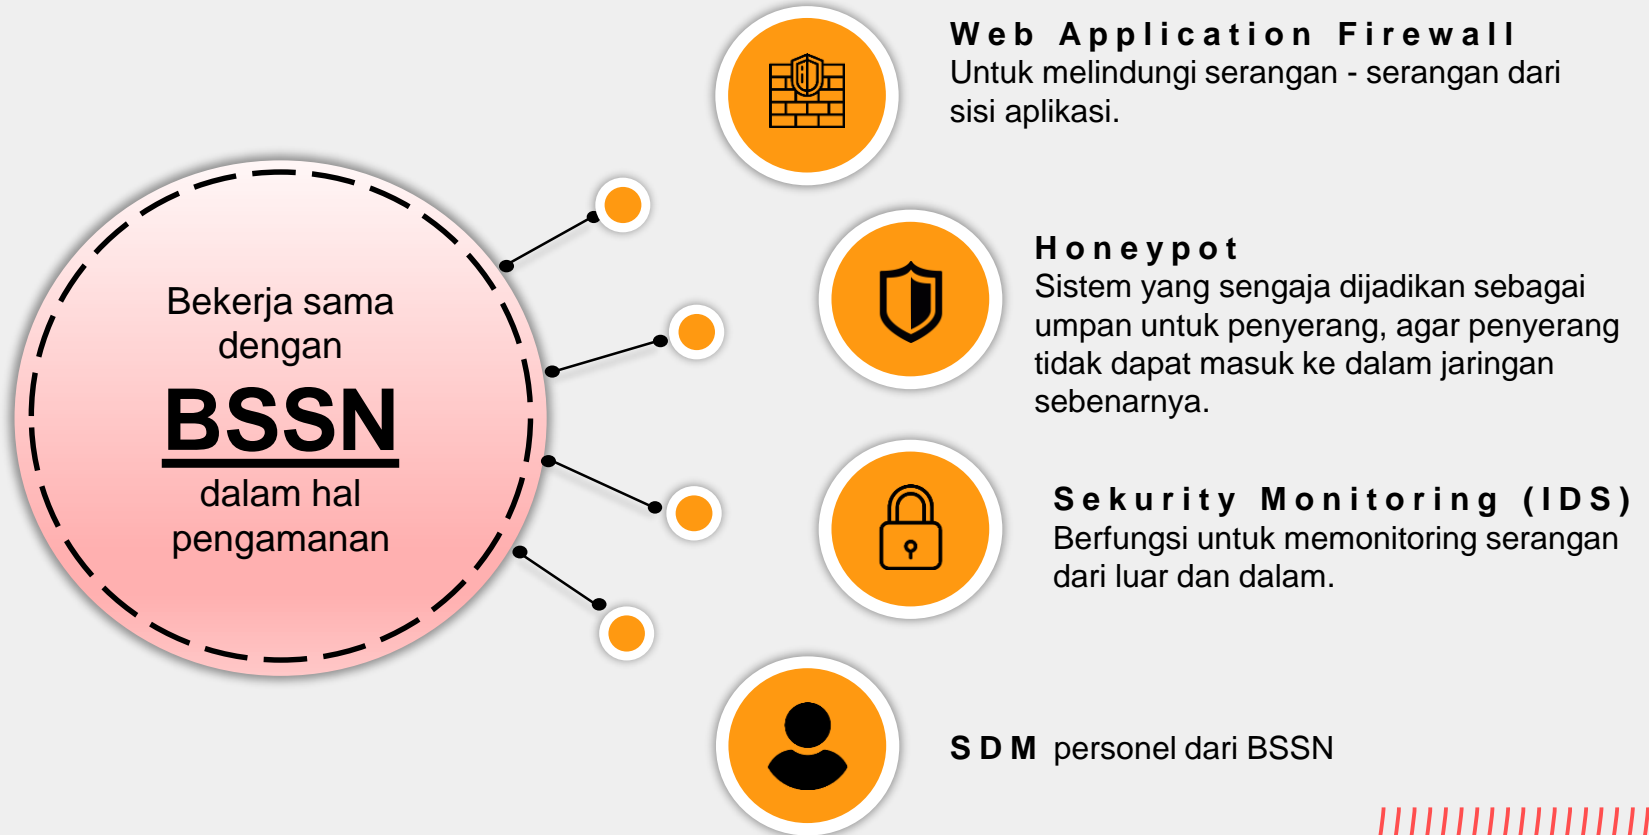 Bekerja sama
dengan
BSSN
dalam hal
pengamanan
Web Application Firewall
Untuk melindungi serangan - serangan dari
sisi aplikasi.
Honeypot
Sistem yang sengaja dijadikan sebagai
umpan untuk penyerang, agar penyerang
tidak dapat masuk ke dalam jaringan
sebenarnya.
Sekurity Monitoring (IDS)
Berfungsi untuk memonitoring serangan
dari luar dan dalam.
SDM personel dari BSSN